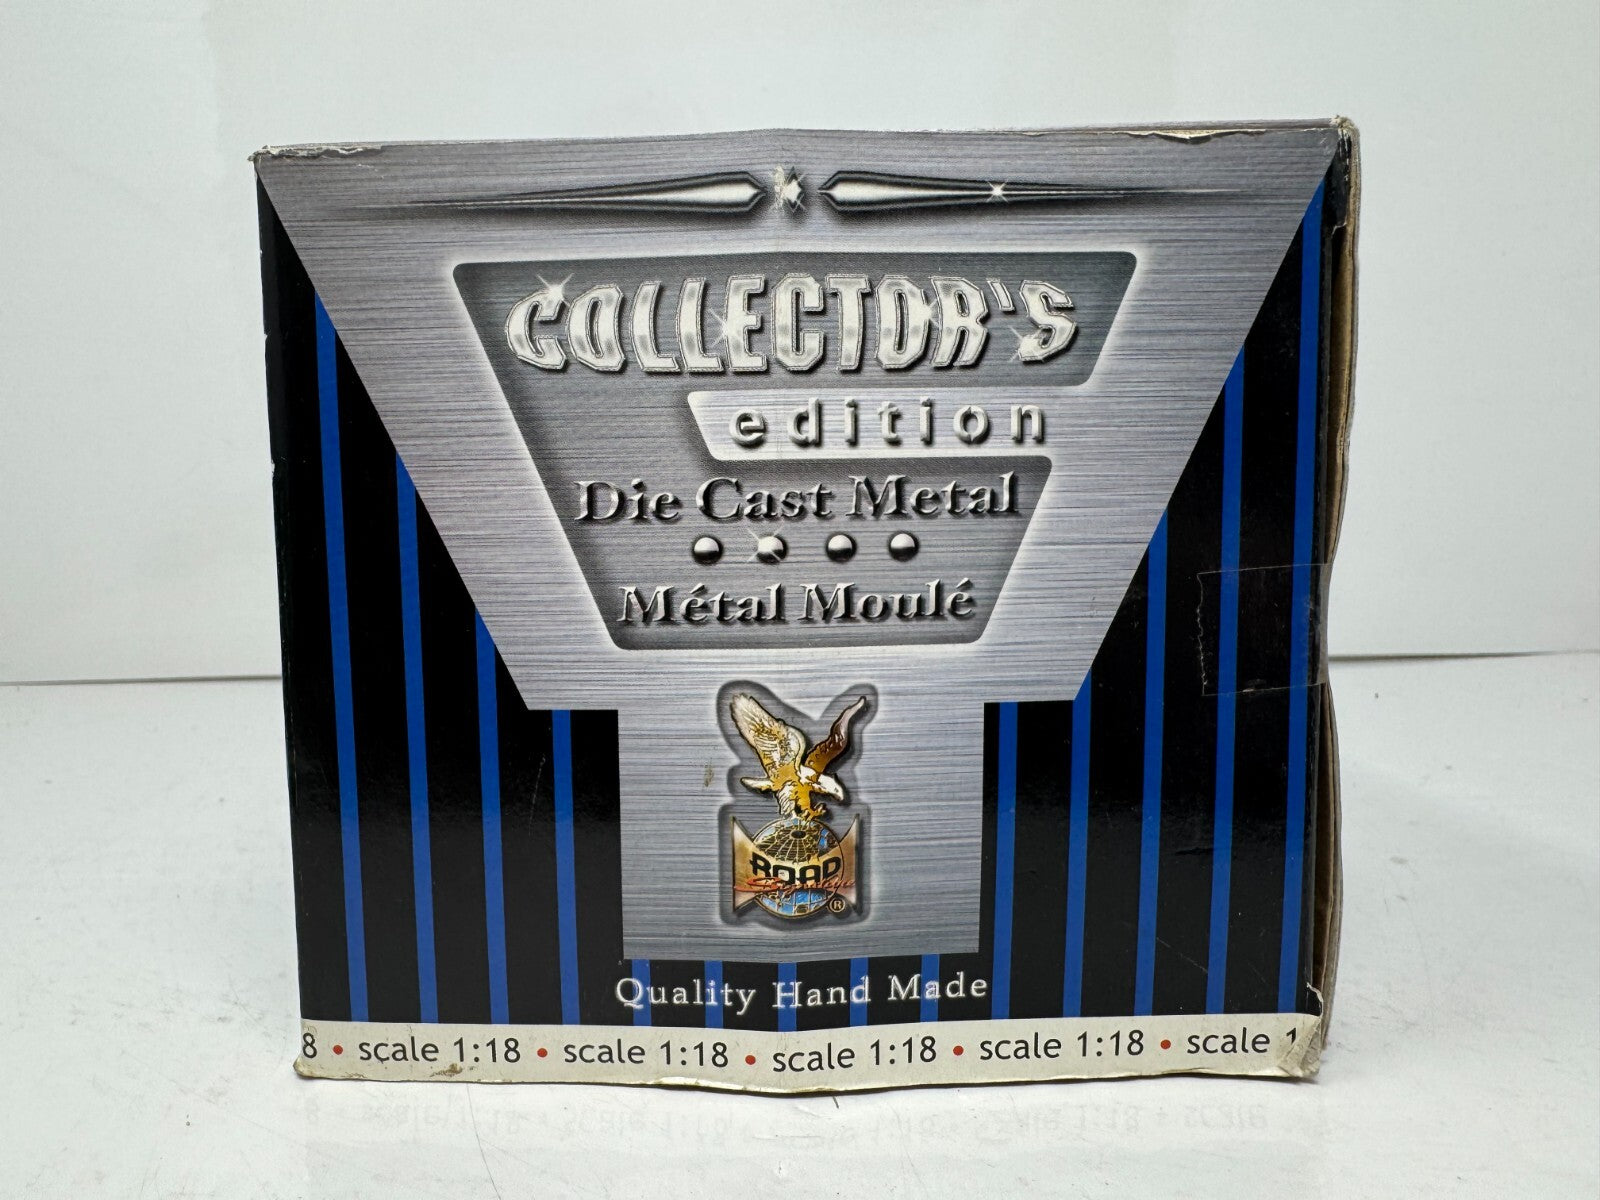 COLLECTOR'S
edition
Die Cast Metal
Métal Moulé
ROAD
Signature
®
Quality Hand Made
8 • scale 1:18 • scale 1:18 • scale 1:18 • scale 1:18 • scale 1